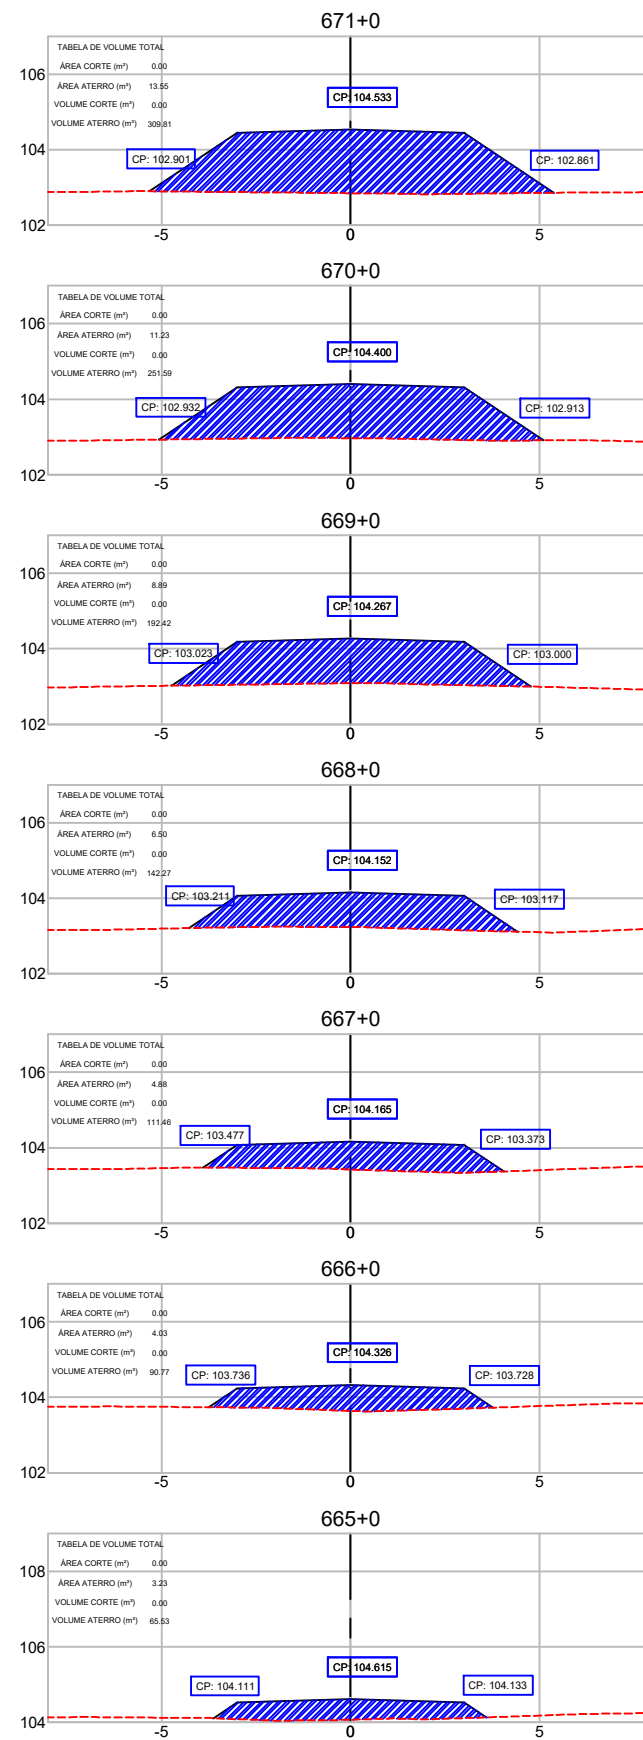 671+0
TABELA DE VOLUME TOTAL
ÁREA CORTE (m²) 0.00
ÁREA ATERRO (m²) 13.55
VOLUME CORTE (m³) 0.00
VOLUME ATERRO (m³) 309.81
106
104
102
CP: 104.533
CP: 102.901
CP: 102.861
-5 0 5
670+0
TABELA DE VOLUME TOTAL
ÁREA CORTE (m²) 0.00
ÁREA ATERRO (m²) 11.23
VOLUME CORTE (m³) 0.00
VOLUME ATERRO (m³) 251.59
106
104
102
CP: 104.400
CP: 102.932
CP: 102.913
-5 0 5
669+0
TABELA DE VOLUME TOTAL
ÁREA CORTE (m²) 0.00
ÁREA ATERRO (m²) 8.89
VOLUME CORTE (m³) 0.00
VOLUME ATERRO (m³) 192.42
106
104
102
CP: 104.267
CP: 103.023
CP: 103.000
-5 0 5
668+0
TABELA DE VOLUME TOTAL
ÁREA CORTE (m²) 0.00
ÁREA ATERRO (m²) 6.50
VOLUME CORTE (m³) 0.00
VOLUME ATERRO (m³) 142.27
106
104
102
CP: 104.152
CP: 103.211
CP: 103.117
-5 0 5
667+0
TABELA DE VOLUME TOTAL
ÁREA CORTE (m²) 0.00
ÁREA ATERRO (m²) 4.88
VOLUME CORTE (m³) 0.00
VOLUME ATERRO (m³) 111.46
106
104
102
CP: 104.165
CP: 103.477
CP: 103.373
-5 0 5
666+0
TABELA DE VOLUME TOTAL
ÁREA CORTE (m²) 0.00
ÁREA ATERRO (m²) 4.03
VOLUME CORTE (m³) 0.00
VOLUME ATERRO (m³) 90.77
106
104
102
CP: 104.326
CP: 103.736
CP: 103.728
-5 0 5
665+0
TABELA DE VOLUME TOTAL
ÁREA CORTE (m²) 0.00
ÁREA ATERRO (m²) 3.23
VOLUME CORTE (m³) 0.00
VOLUME ATERRO (m³) 65.53
108
106
104
CP: 104.615
CP: 104.111
CP: 104.133
-5 0 5